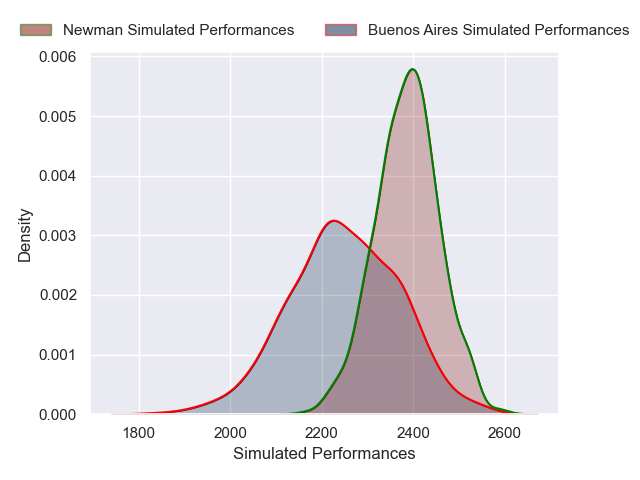 Newman Simulated Performances
Buenos Aires Simulated Performances
0.006
0.005
0.004
0.003
0.002
0.001
0.000
Density
1800 2000 2200 2400 2600
Simulated Performances